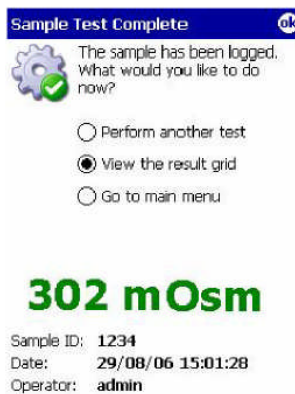 Sample Test Complete ok
The sample has been logged.
What would you like to do
now?
Perform another test
View the result grid
Go to main menu
302 mOsm
Sample ID: 1234
Date: 29/08/06 15:01:28
Operator: admin